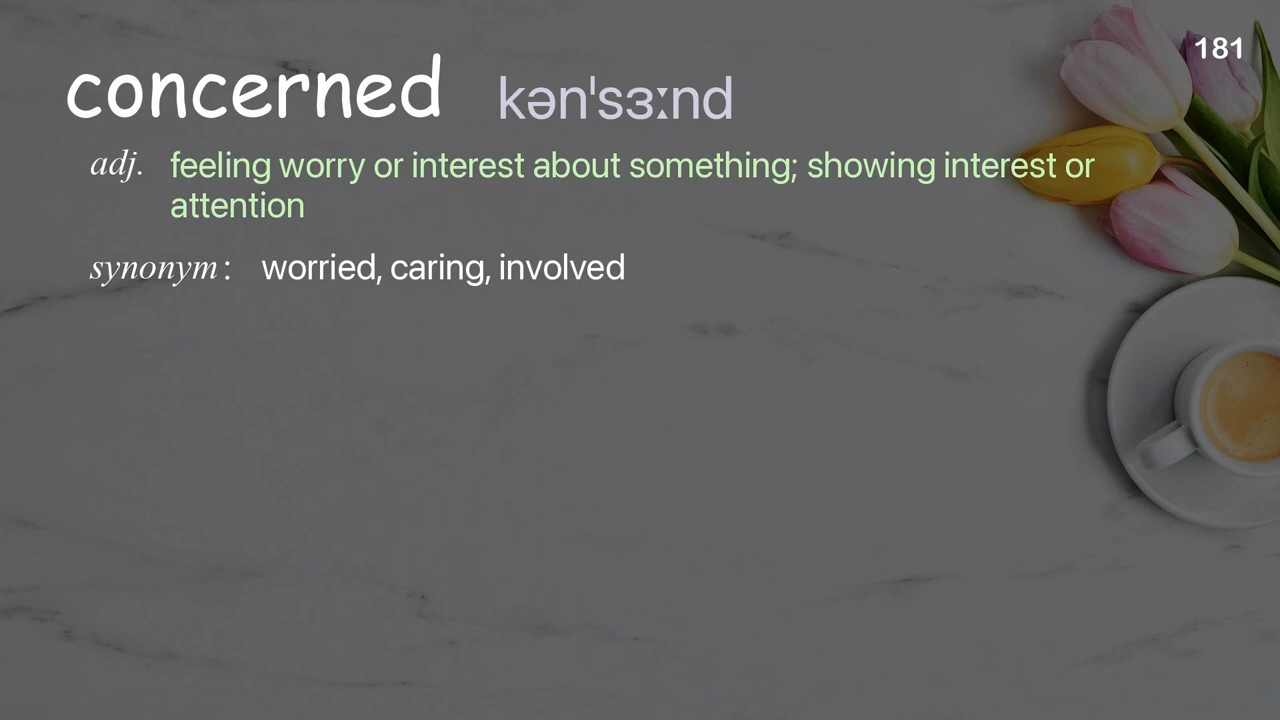 181
concerned kən'sɜːnd
adj. feeling worry or interest about something; showing interest or
attention
synonym: worried, caring, involved